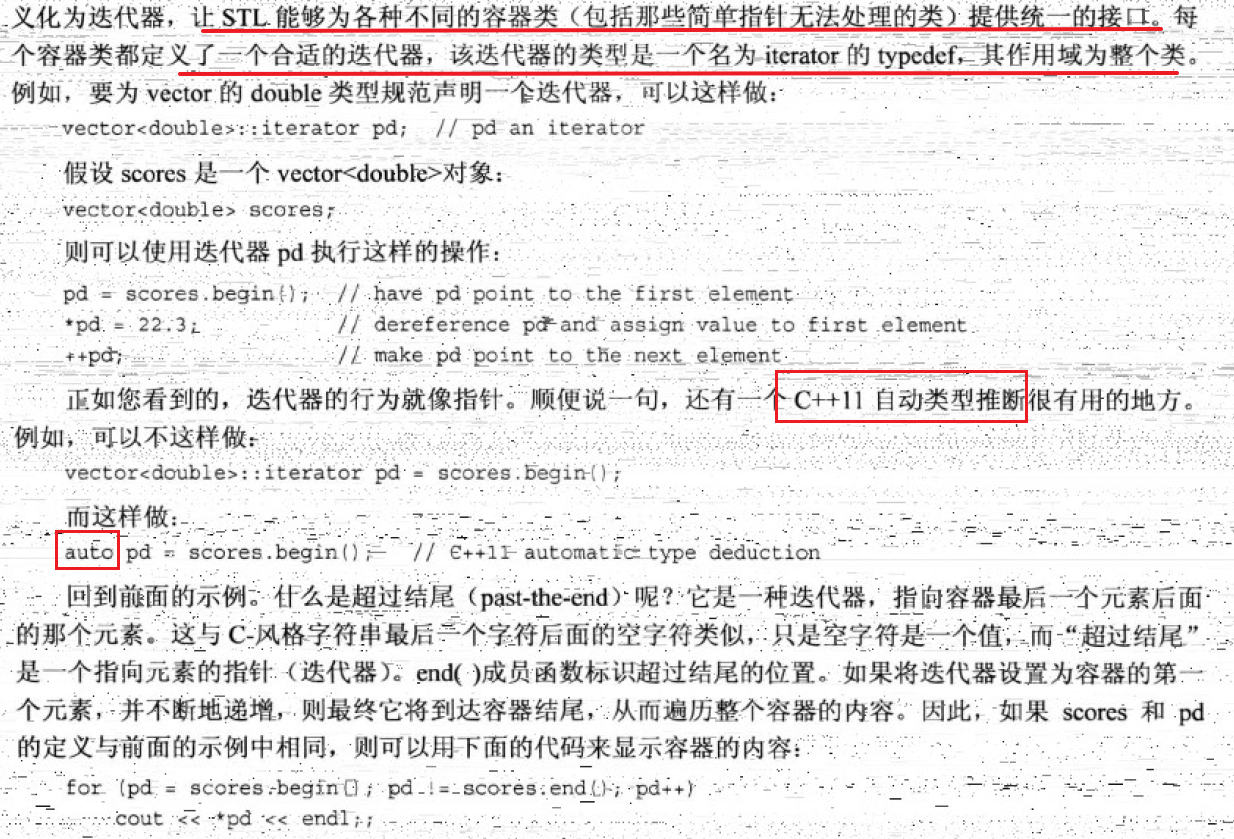 义化为迭代器，让 STL 能够为各种不同的容器类（包括那些简单指针无法处理的类）提供统一的接口。每
个容器类都定义了一个合适的迭代器，该迭代器的类型是一个名为 iterator 的 typedef，其作用域为整个类。
例如，要为 vector 的 double 类型规范声明一个迭代器，可以这样做：
vector<double>::iterator pd;  // pd an iterator
假设 scores 是一个 vector<double>对象：
vector<double> scores;
则可以使用迭代器 pd 执行这样的操作：
pd = scores.begin();  // have pd point to the first element
*pd = 22.3;  // dereference pd and assign value to first element
++pd;  // make pd point to the next element
正如您看到的，迭代器的行为就像指针。顺便说一句，还有一个 C++11 自动类型推断很有用的地方。
例如，可以不这样做：
vector<double>::iterator pd = scores.begin();
而这样做：
auto pd = scores.begin();  // C++11 automatic type deduction
回到前面的示例。什么是超过结尾（past-the-end）呢？它是一种迭代器，指向容器最后一个元素后面
的那个元素。这与 C-风格字符串最后一个字符后面的空字符类似，只是空字符是一个值，而“超过结尾”
是一个指向元素的指针（迭代器）。end( )成员函数标识超过结尾的位置。如果将迭代器设置为容器的第一
个元素，并不断地递增，则最终它将到达容器结尾，从而遍历整个容器的内容。因此，如果 scores 和 pd
的定义与前面的示例中相同，则可以用下面的代码来显示容器的内容：
for (pd = scores.begin(); pd != scores.end(); pd++)
cout << *pd << endl;;